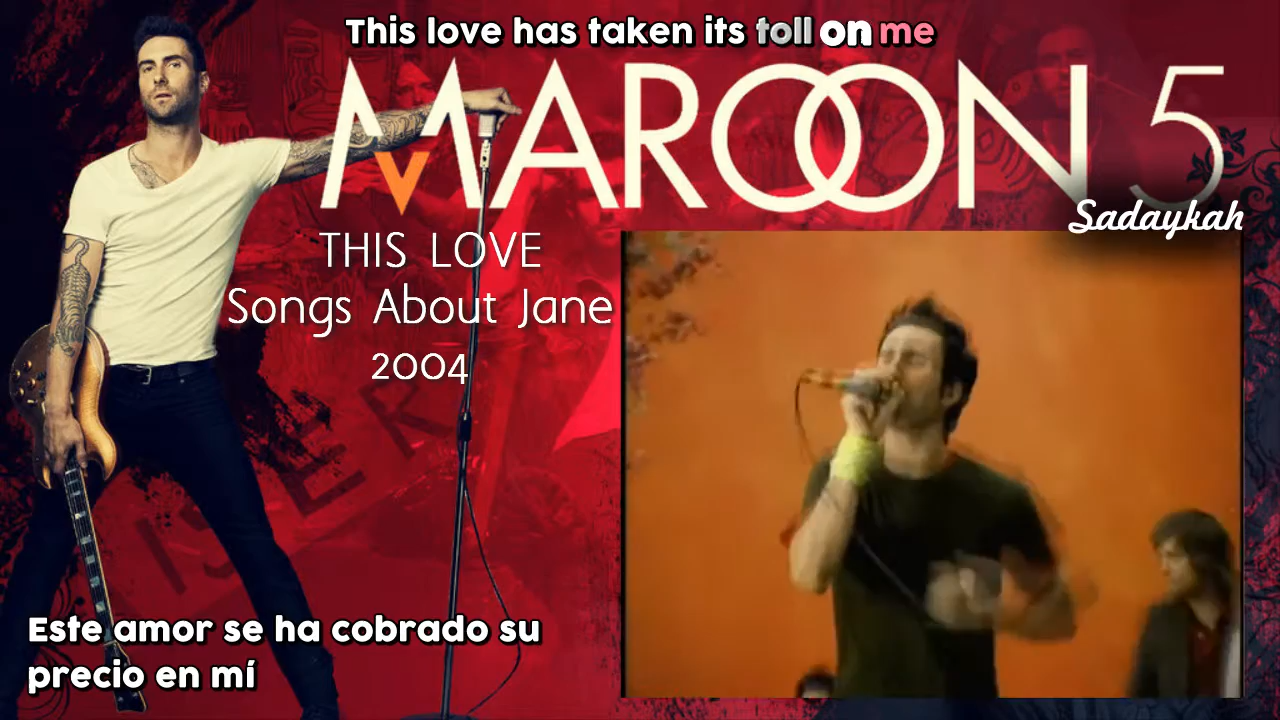 This love has taken its toll on me
MAROON 5
Sadaykah
THIS LOVE
Songs About Jane
2004
Este amor se ha cobrado su
precio en mí